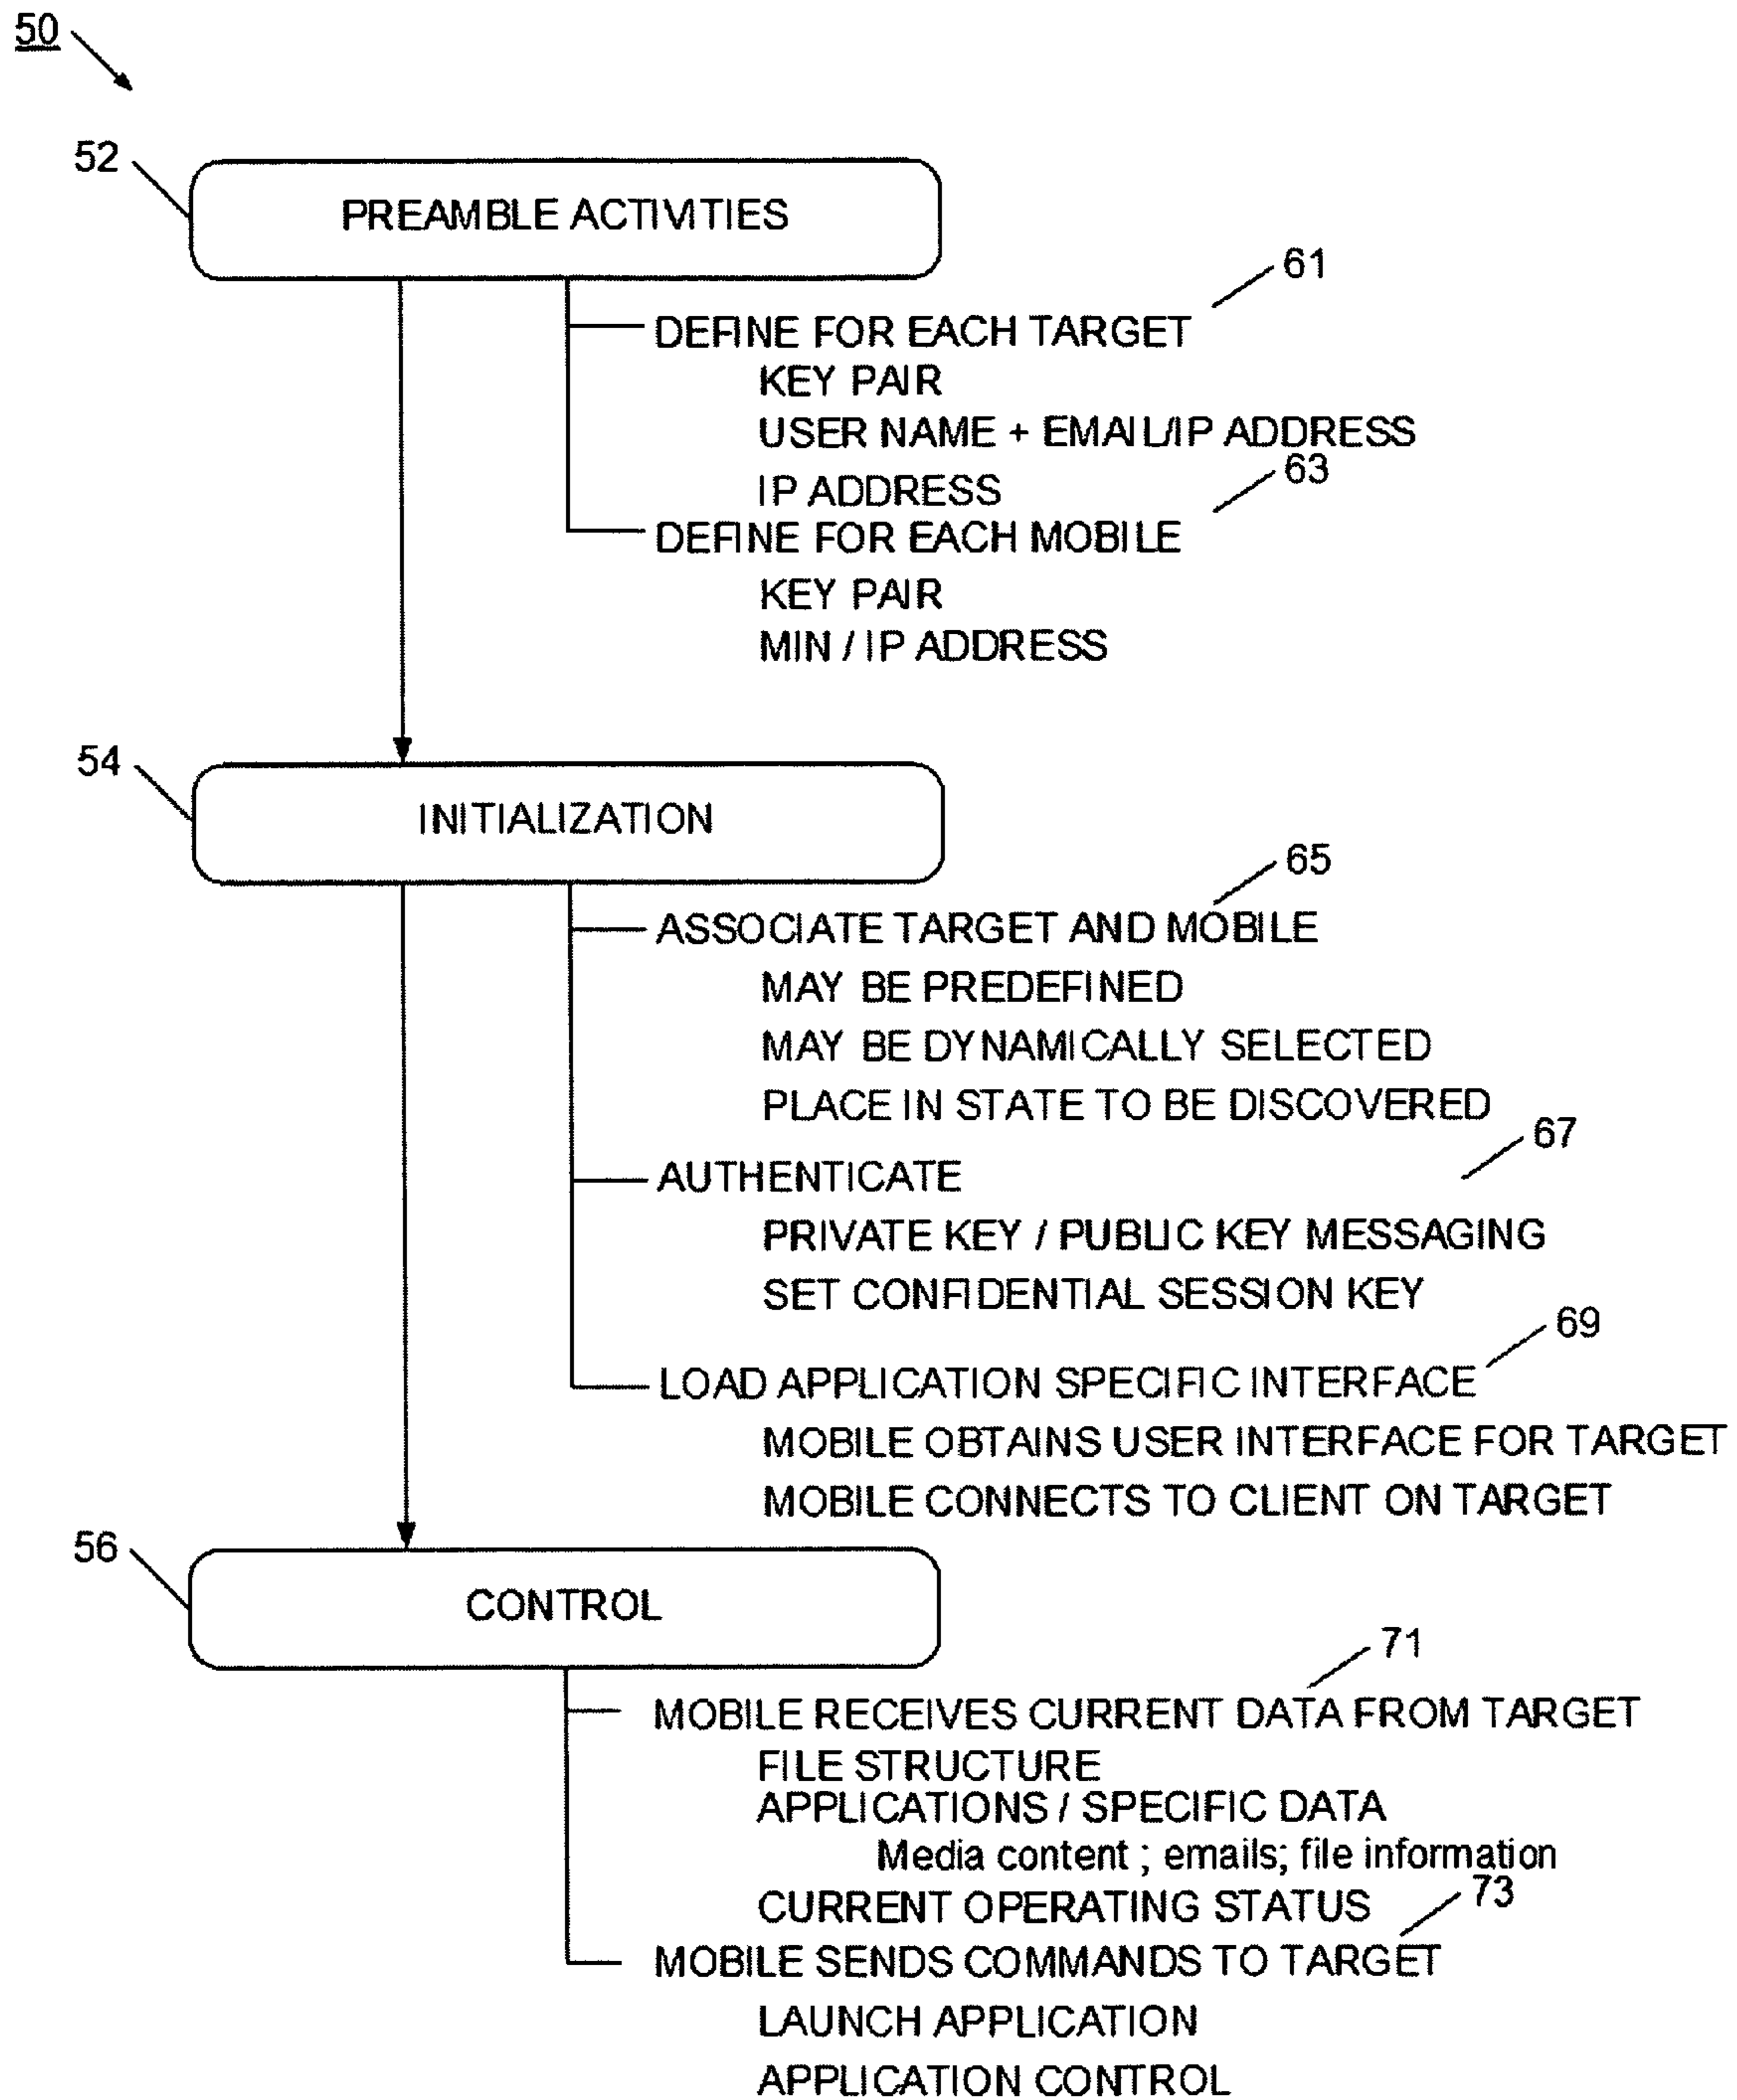 50
52
PREAMBLE ACTIVITIES
61
DEFINE FOR EACH TARGET
KEY PAIR
USER NAME + EMAIL/IP ADDRESS
63
IP ADDRESS
DEFINE FOR EACH MOBILE
KEY PAIR
MIN / IP ADDRESS
54
INITIALIZATION
65
ASSOCIATE TARGET AND MOBILE
MAY BE PREDEFINED
MAY BE DYNAMICALLY SELECTED
PLACE IN STATE TO BE DISCOVERED
67
AUTHENTICATE
PRIVATE KEY / PUBLIC KEY MESSAGING
SET CONFIDENTIAL SESSION KEY
69
LOAD APPLICATION SPECIFIC INTERFACE
MOBILE OBTAINS USER INTERFACE FOR TARGET
MOBILE CONNECTS TO CLIENT ON TARGET
56
CONTROL
71
MOBILE RECEIVES CURRENT DATA FROM TARGET
FILE STRUCTURE
APPLICATIONS / SPECIFIC DATA
Media content ; emails; file information
CURRENT OPERATING STATUS
73
MOBILE SENDS COMMANDS TO TARGET
LAUNCH APPLICATION
APPLICATION CONTROL